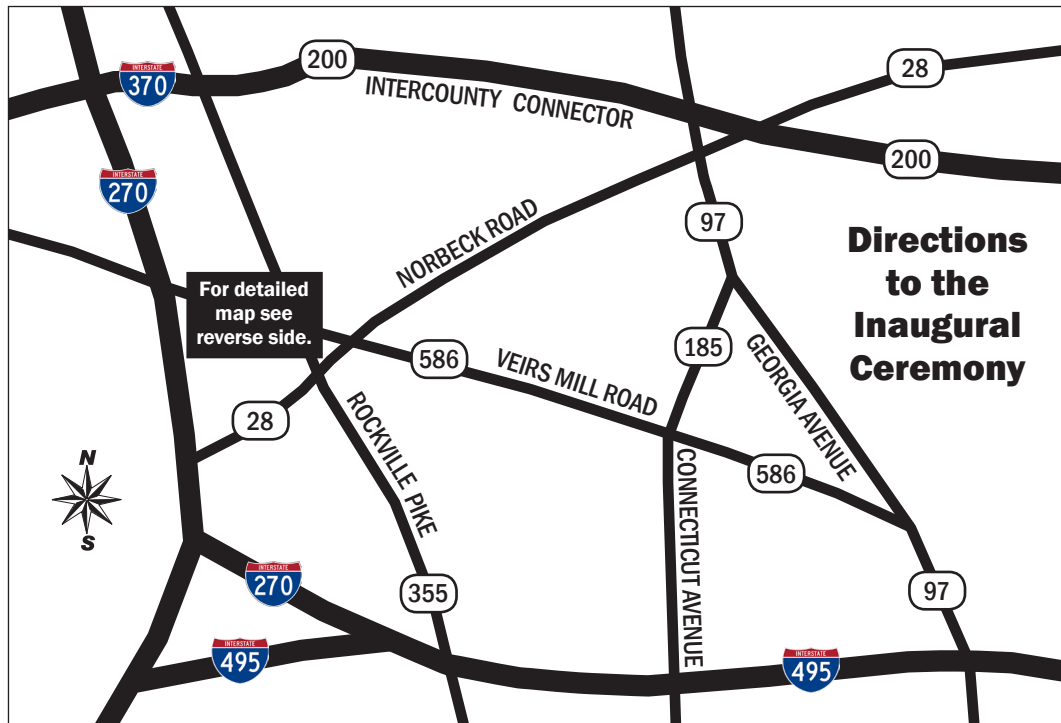 INTERSTATE
370
200
INTERCOUNTY CONNECTOR
28
200
INTERSTATE
270
NORBECK ROAD
97
Directions
to the
Inaugural
Ceremony
For detailed
map see
reverse side.
586
VEIRS MILL ROAD
185
GEORGIA AVENUE
28
ROCKVILLE PIKE
CONNECTICUT AVENUE
586
N
S
INTERSTATE
270
355
97
INTERSTATE
495
INTERSTATE
495